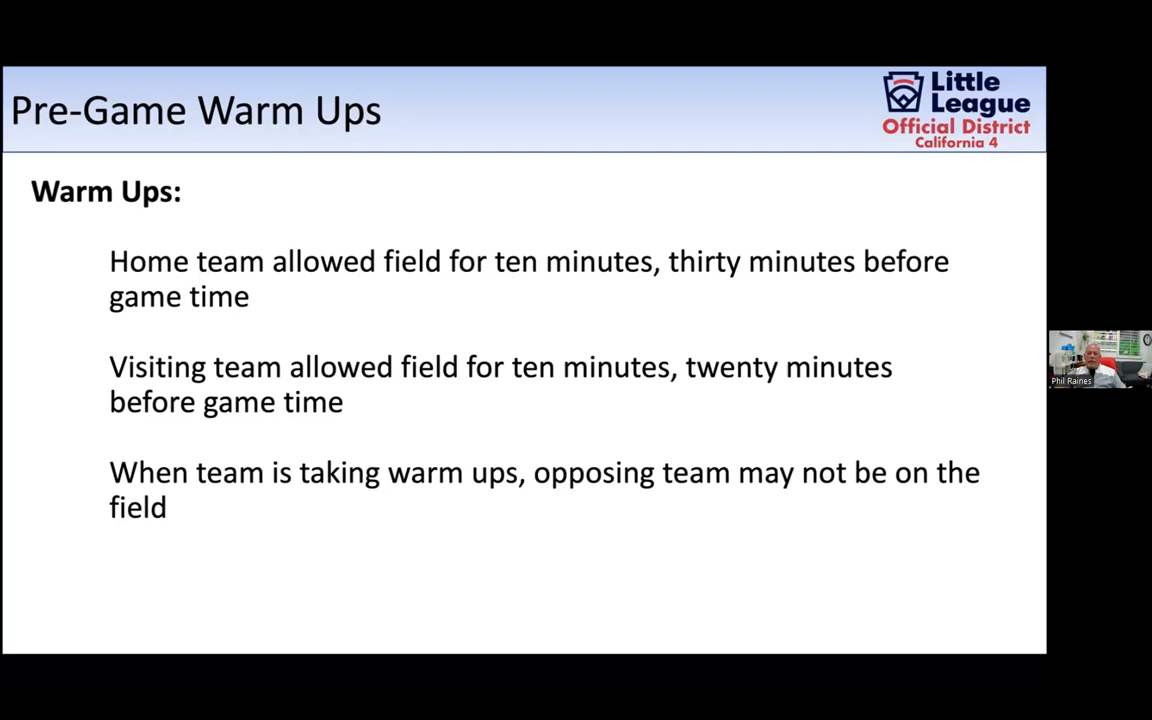 Pre-Game Warm Ups
Little
League
Official District
California 4
Warm Ups:
Home team allowed field for ten minutes, thirty minutes before
game time
Visiting team allowed field for ten minutes, twenty minutes
before game time
When team is taking warm ups, opposing team may not be on the
field
Phil Raines